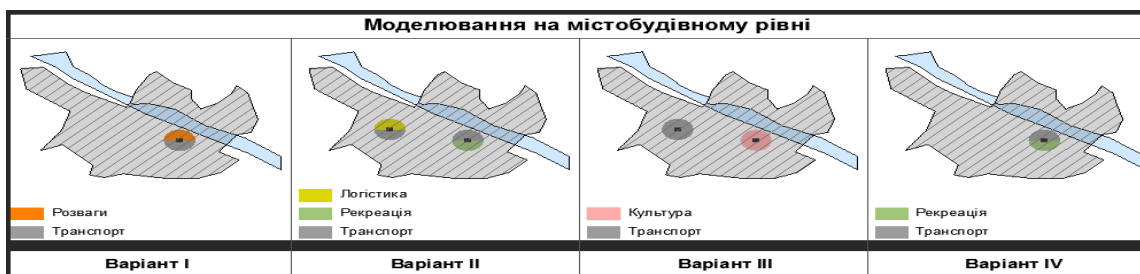 Моделювання на містобудівному рівні
Розваги
Транспорт
Логістика
Рекреація
Транспорт
Культура
Транспорт
Рекреація
Транспорт
Варіант I
Варіант II
Варіант III
Варіант IV